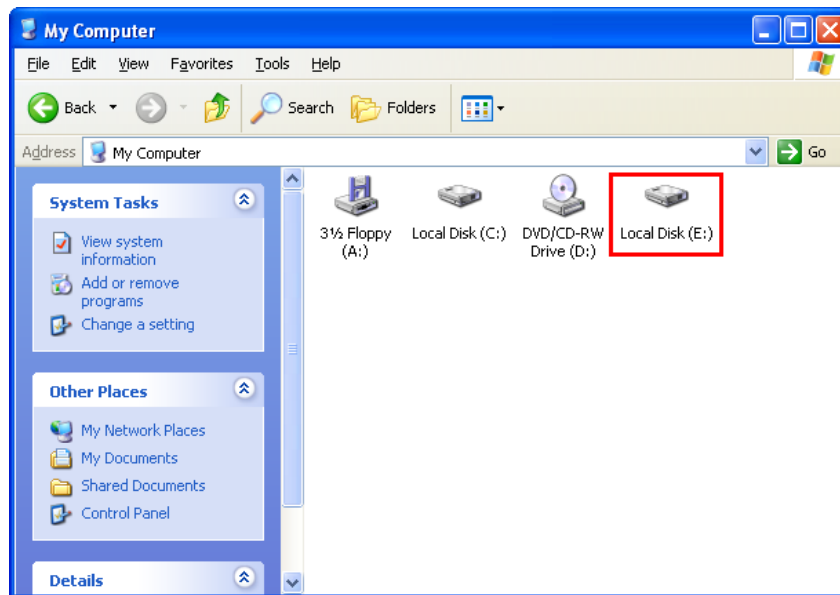 My Computer
File Edit View Favorites Tools Help
Back Search Folders
Address My Computer Go
System Tasks
View system
information
Add or remove
programs
Change a setting
Other Places
My Network Places
My Documents
Shared Documents
Control Panel
Details
3½ Floppy
(A:)
Local Disk (C:)
DVD/CD-RW
Drive (D:)
Local Disk (E:)